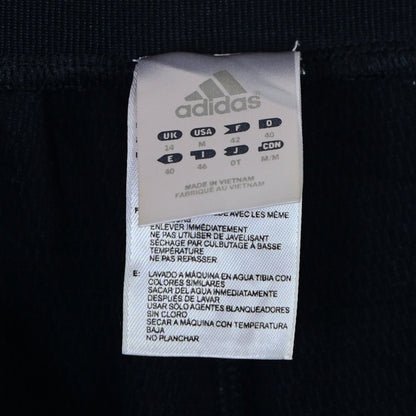 adidas
UK USA F D
14 M 42 40
E I J CDN
40 46 OT M/M
MADE IN VIETNAM
FABRIQUÉ AU VIETNAM
AVEC LES MÊME
ENLEVER IMMÉDIATEMENT
NE PAS UTILISER DE JAVELISANT
SÉCHAGE PAR CULBUTAGE À BASSE
TEMPÉRATURE
NE PAS REPASSER
E: LAVADO A MÁQUINA EN AGUA TIBIA CON
COLORES SIMILARES
SACAR DEL AGUA INMEDIATAMENTE
DESPUÉS DE LAVAR
USAR SÓLO AGENTES BLANQUEADORES
SIN CLORO
SECAR A MÁQUINA CON TEMPERATURA
BAJA
NO PLANCHAR